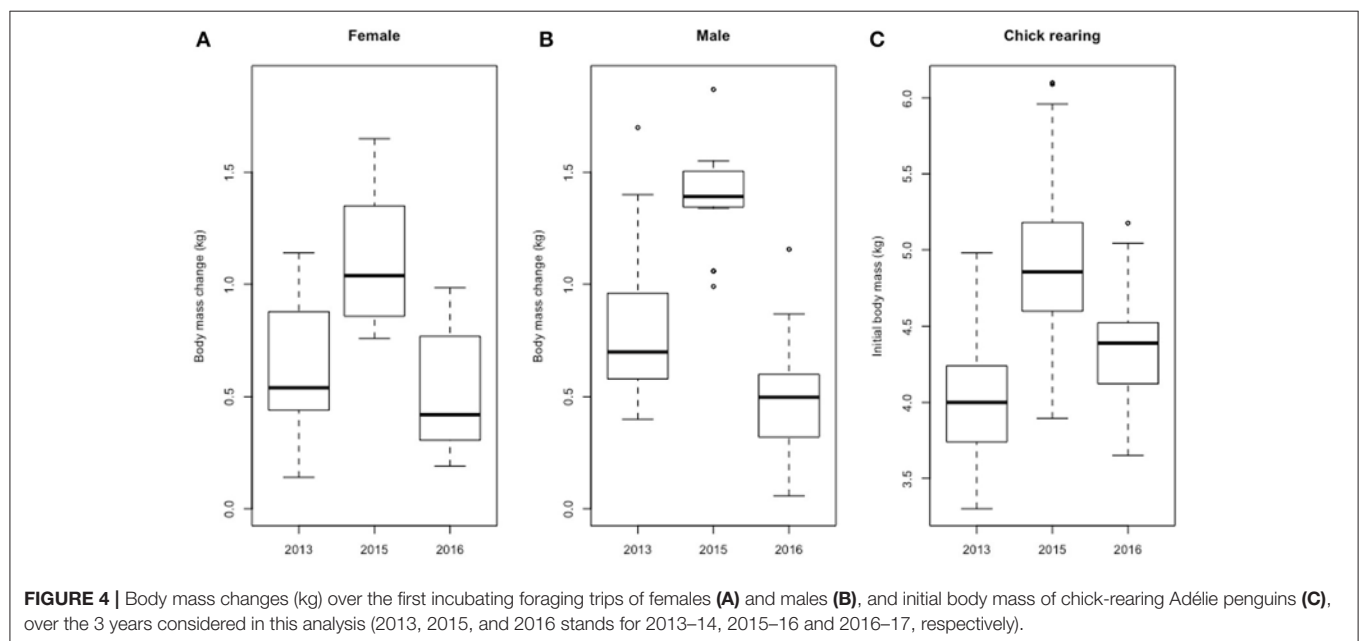 A Female
B Male
C Chick rearing
Body mass change (kg)
0.0 0.5 1.0 1.5
2013 2015 2016
Body mass change (kg)
0.0 0.5 1.0 1.5
2013 2015 2016
Initial body mass (kg)
3.5 4.0 4.5 5.0 5.5 6.0
2013 2015 2016
FIGURE 4 | Body mass changes (kg) over the first incubating foraging trips of females (A) and males (B), and initial body mass of chick-rearing Adélie penguins (C),
over the 3 years considered in this analysis (2013, 2015, and 2016 stands for 2013–14, 2015–16 and 2016–17, respectively).